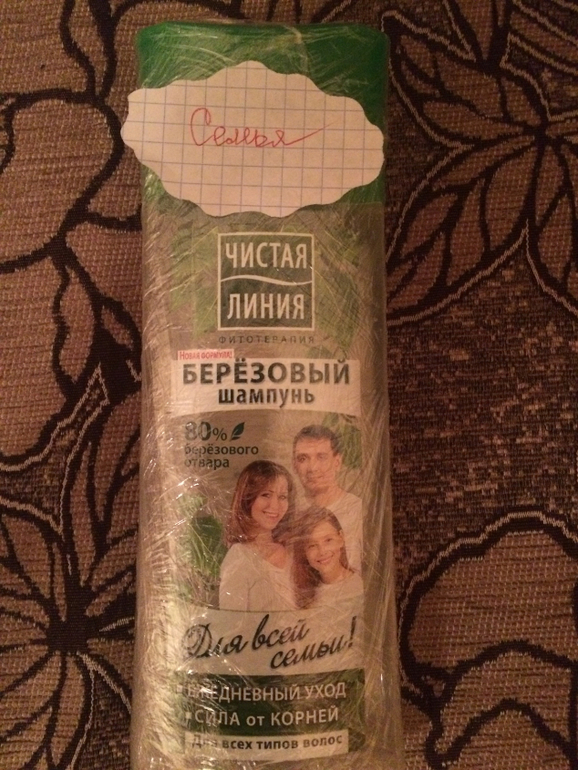 Семья
ЧИСТАЯ
ЛИНИЯ
ФИТОТЕРАПИЯ
НОВАЯ ФОРМУЛА!
БЕРЁЗОВЫЙ
шампунь
80%
берёзового
отвара
Для всей
семьи!
ЕЖЕДНЕВНЫЙ УХОД
СИЛА от КОРНЕЙ
Для всех типов волос